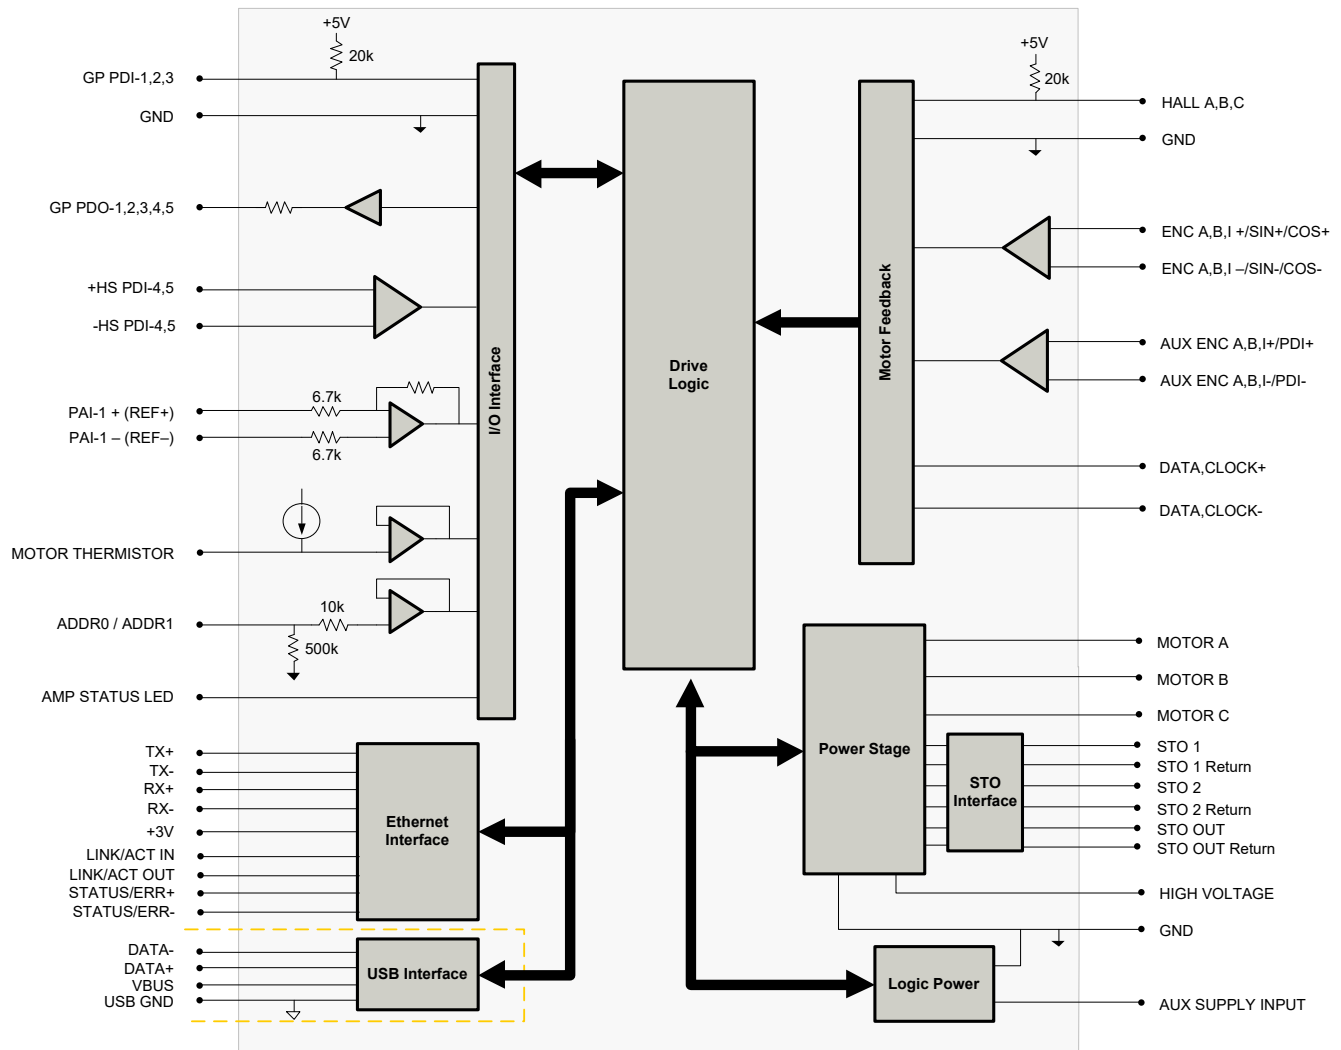 +5V
20k
GP PDI-1,2,3
GND
GP PDO-1,2,3,4,5
+HS PDI-4,5
-HS PDI-4,5
PAI-1 + (REF+)
6.7k
PAI-1 – (REF–)
6.7k
MOTOR THERMISTOR
ADDR0 / ADDR1
10k
500k
AMP STATUS LED
I/O Interface
TX+
TX-
RX+
RX-
+3V
LINK/ACT IN
LINK/ACT OUT
STATUS/ERR+
STATUS/ERR-
Ethernet
Interface
DATA-
DATA+
VBUS
USB GND
USB Interface
Drive
Logic
Motor Feedback
+5V
20k
HALL A,B,C
GND
ENC A,B,I +/SIN+/COS+
ENC A,B,I –/SIN-/COS-
AUX ENC A,B,I+/PDI+
AUX ENC A,B,I-/PDI-
DATA,CLOCK+
DATA,CLOCK-
Power Stage
MOTOR A
MOTOR B
MOTOR C
STO
Interface
STO 1
STO 1 Return
STO 2
STO 2 Return
STO OUT
STO OUT Return
HIGH VOLTAGE
GND
Logic Power
AUX SUPPLY INPUT